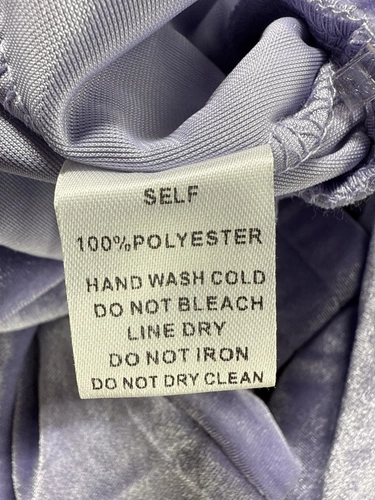 SELF
100%POLYESTER
HAND WASH COLD
DO NOT BLEACH
LINE DRY
DO NOT IRON
DO NOT DRY CLEAN